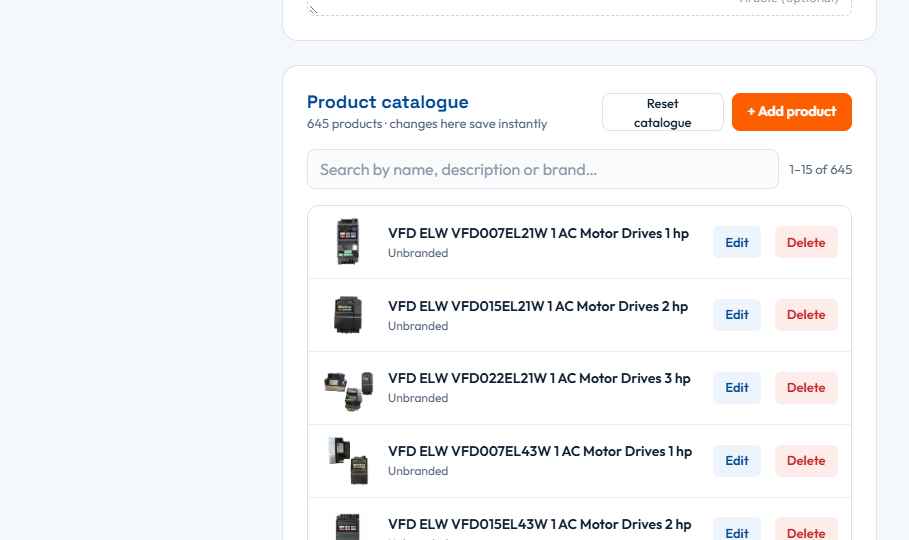 Product catalogue
645 products · changes here save instantly
Reset
catalogue
+ Add product
Search by name, description or brand...
1–15 of 645
VFD ELW VFD007EL21W 1 AC Motor Drives 1 hp
Unbranded
Edit
Delete
VFD ELW VFD015EL21W 1 AC Motor Drives 2 hp
Unbranded
Edit
Delete
VFD ELW VFD022EL21W 1 AC Motor Drives 3 hp
Unbranded
Edit
Delete
VFD ELW VFD007EL43W 1 AC Motor Drives 1 hp
Unbranded
Edit
Delete
VFD ELW VFD015EL43W 1 AC Motor Drives 2 hp
Edit
Delete